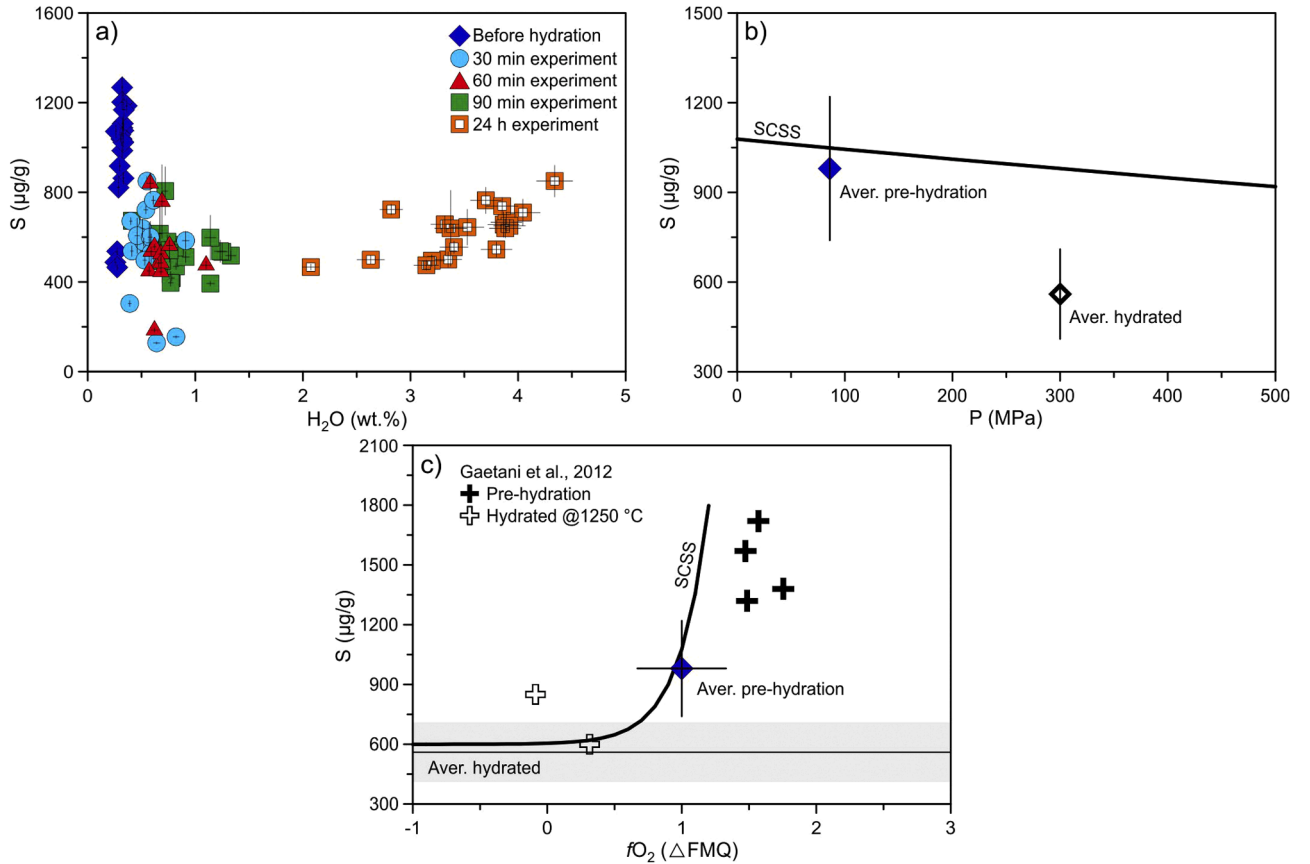 a)
Before hydration
30 min experiment
60 min experiment
90 min experiment
24 h experiment
1600
1200
800
400
0
S (µg/g)
0 1 2 3 4 5
H₂O (wt.%)
b)
1500
1200
900
600
300
S (µg/g)
SCSS
Aver. pre-hydration
Aver. hydrated
0 100 200 300 400 500
P (MPa)
c)
Gaetani et al., 2012
Pre-hydration
Hydrated @1250 °C
2100
1800
1500
1200
900
600
300
S (µg/g)
SCSS
Aver. pre-hydration
Aver. hydrated
-1 0 1 2 3
fO₂ (△FMQ)